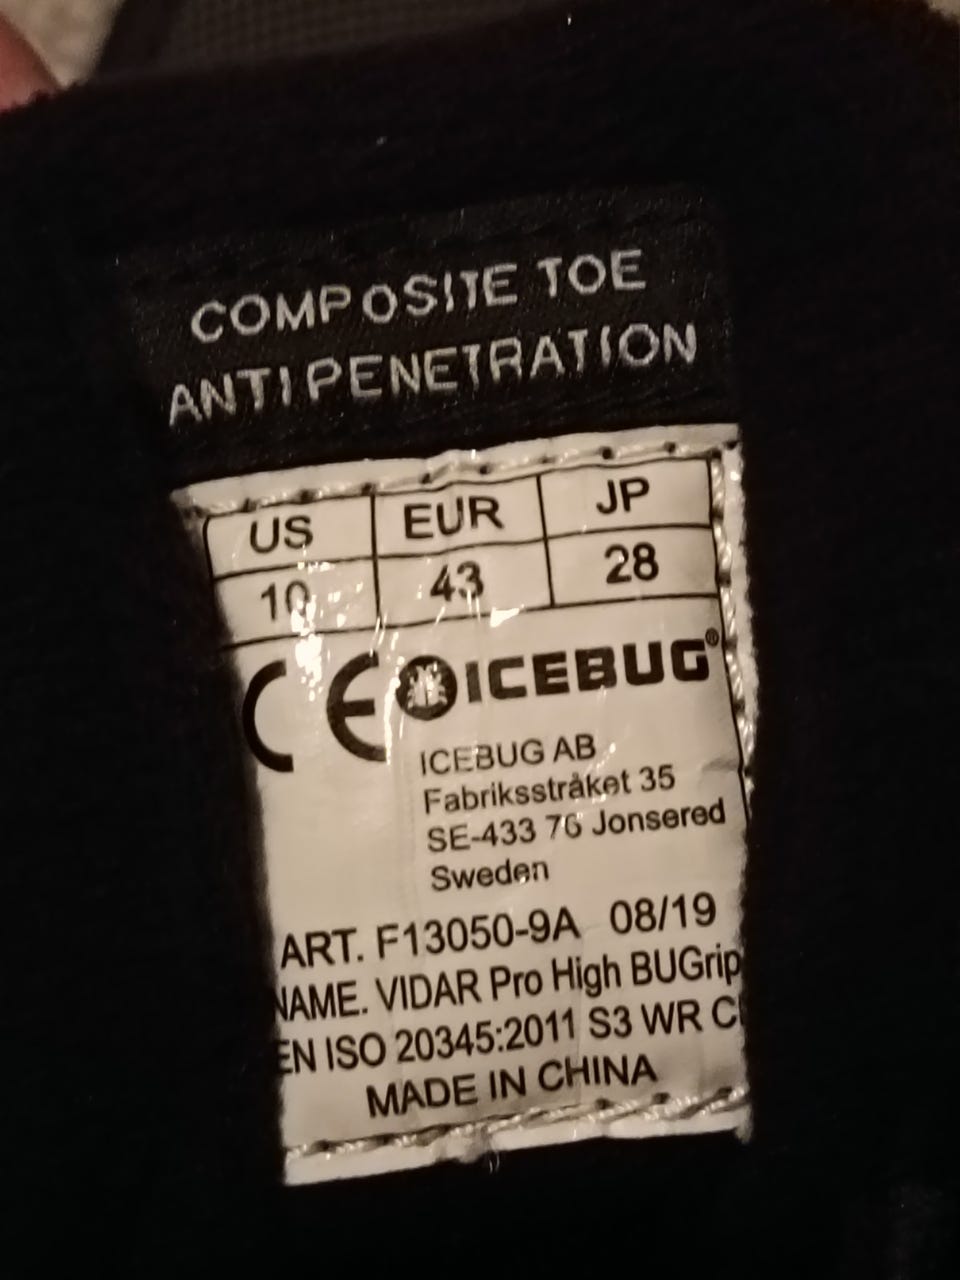 COMPOSITE TOE
ANTIPENETRATION
US EUR JP
10 43 28
CE ICEBUG®
ICEBUG AB
Fabriksstråket 35
SE-433 76 Jonsered
Sweden
ART. F13050-9A 08/19
NAME. VIDAR Pro High BUGrip
EN ISO 20345:2011 S3 WR C
MADE IN CHINA